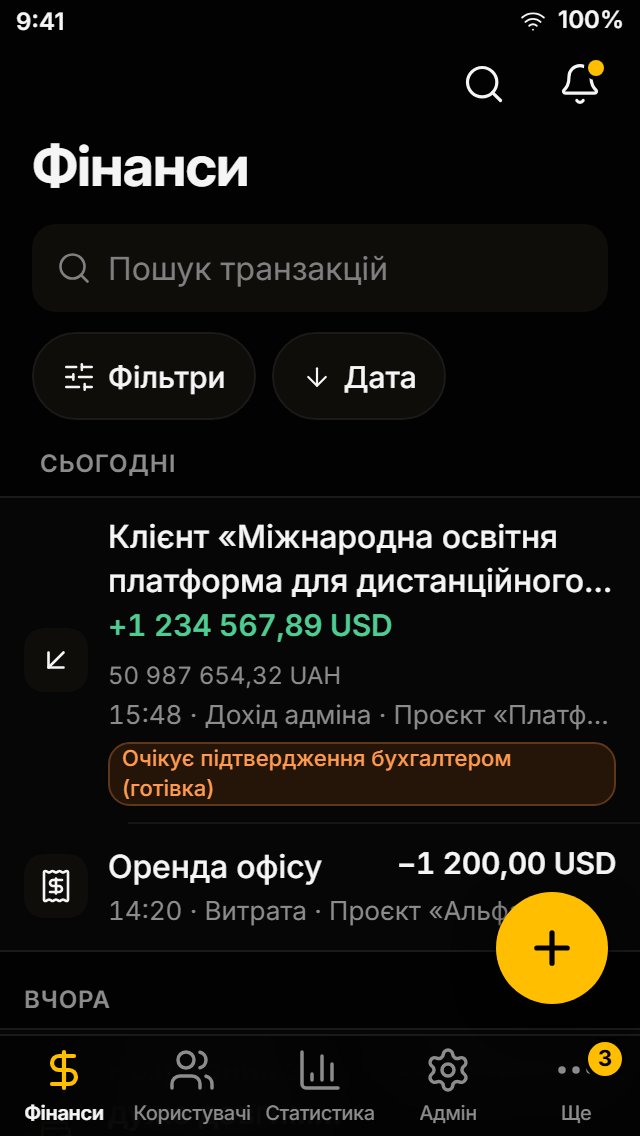 9:41
100%
Фінанси
Пошук транзакцій
Фільтри
Дата
СЬОГОДНІ
Клієнт «Міжнародна освітня
платформа для дистанційного...
+1 234 567,89 USD
50 987 654,32 UAH
15:48 · Дохід адміна · Проєкт «Платф...
Очікує підтвердження бухгалтером
(готівка)
Оренда офісу
−1 200,00 USD
14:20 · Витрата · Проєкт «Альф
ВЧОРА
3
Фінанси
Користувачі
Статистика
Адмін
Ще